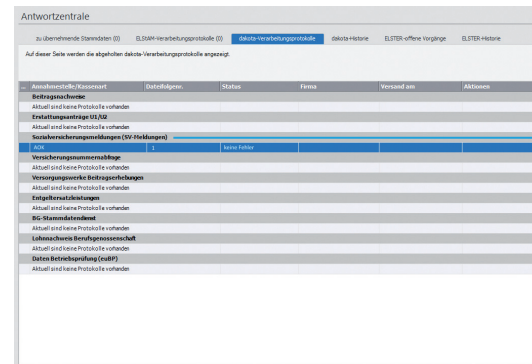 Antwortzentrale
zu übernehmende Stammdaten (0) ELStAM-Verarbeitungsprotokolle (0) dakota-Verarbeitungsprotokolle dakota-Historie ELSTER-offene Vorgänge ELSTER-Historie
Auf dieser Seite werden die abgeholten dakota-Verarbeitungsprotokolle angezeigt.
... Annahmestelle/Kassenart Dateifolgenr. Status Firma Versand am Aktionen
Beitragsnachweise
Aktuell sind keine Protokolle vorhanden
Erstattungsanträge U1/U2
Aktuell sind keine Protokolle vorhanden
Sozialversicherungsmeldungen (SV-Meldungen)
AOK 1 keine Fehler
Versicherungsnummernabfrage
Aktuell sind keine Protokolle vorhanden
Versorgungswerke Beitragserhebungen
Aktuell sind keine Protokolle vorhanden
Entgeltersatzleistungen
Aktuell sind keine Protokolle vorhanden
BG-Stammdatendienst
Aktuell sind keine Protokolle vorhanden
Lohnnachweis Berufsgenossenschaft
Aktuell sind keine Protokolle vorhanden
Daten Betriebsprüfung (euBP)
Aktuell sind keine Protokolle vorhanden